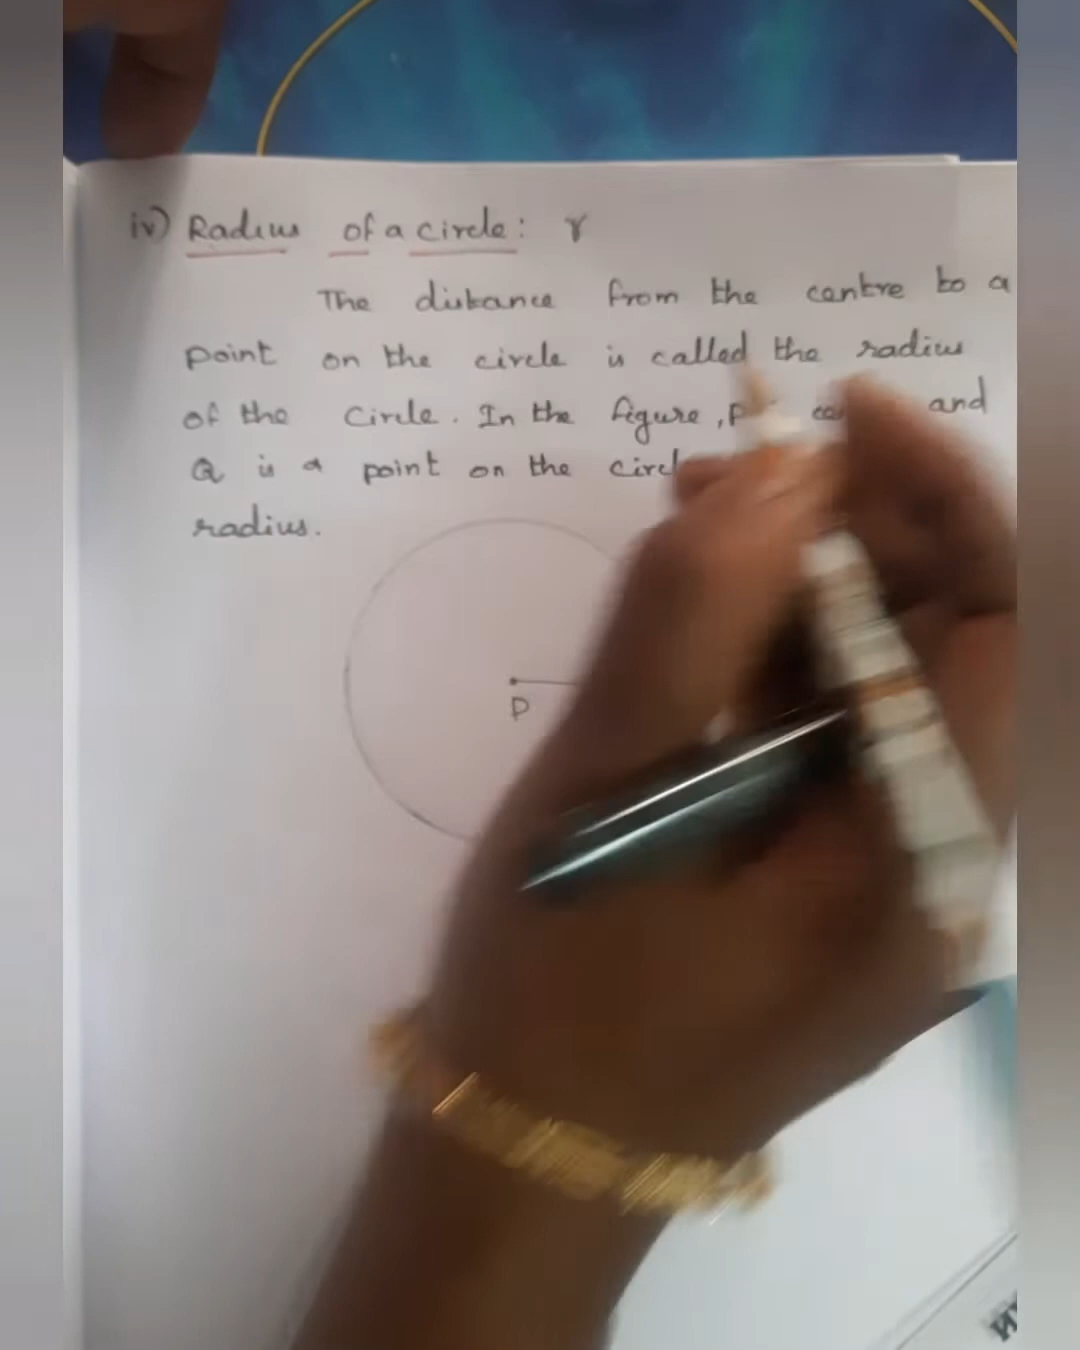 iv) Radius of a circle: r
The distance from the centre to a
point on the circle is called the radius
of the circle. In the figure, P and
Q is a point on the circl
radius.
P